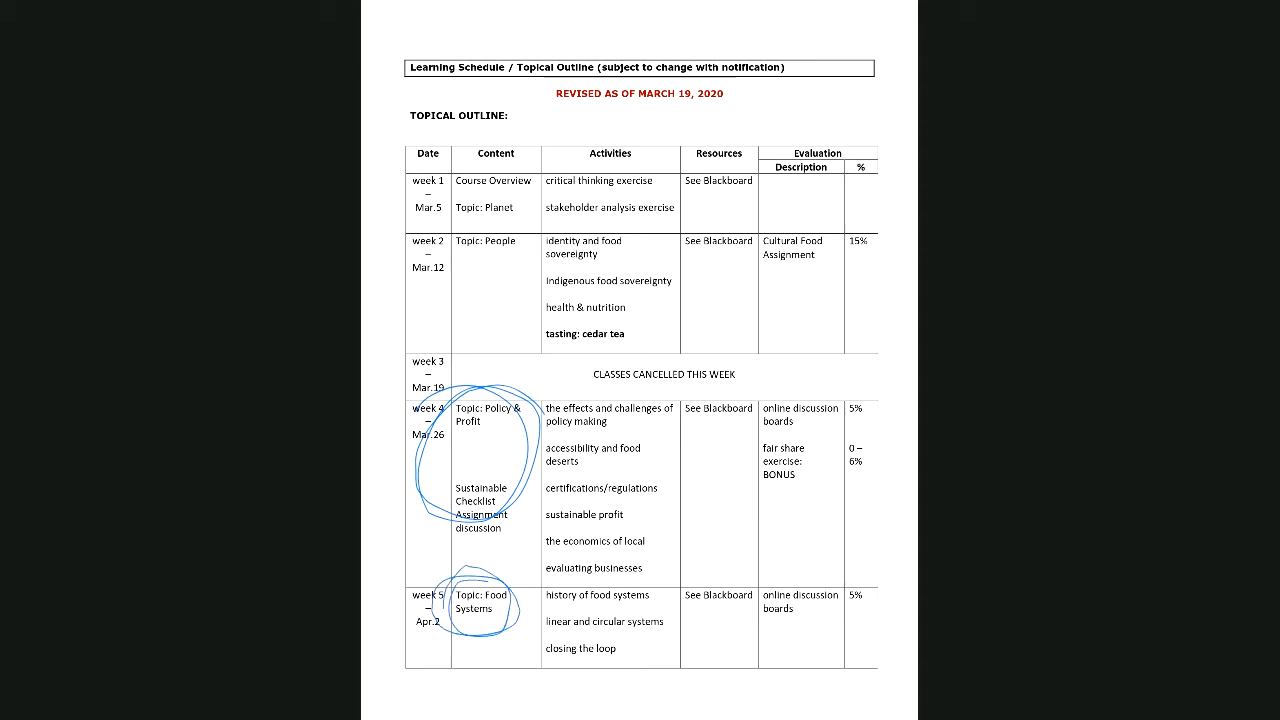 Learning Schedule / Topical Outline (subject to change with notification)
REVISED AS OF MARCH 19, 2020
TOPICAL OUTLINE:
Date Content Activities Resources Evaluation
Description %
week 1 Course Overview critical thinking exercise See Blackboard
–
Mar.5 Topic: Planet stakeholder analysis exercise
week 2 Topic: People identity and food See Blackboard Cultural Food 15%
– sovereignty Assignment
Mar.12
Indigenous food sovereignty
health & nutrition
tasting: cedar tea
week 3
–
CLASSES CANCELLED THIS WEEK
Mar.19
week 4 Topic: Policy & the effects and challenges of See Blackboard online discussion 5%
– Profit policy making boards
Mar.26
accessibility and food fair share 0 –
deserts exercise: 6%
BONUS
Sustainable certifications/regulations
Checklist
Assignment sustainable profit
discussion
the economics of local
evaluating businesses
week 5 Topic: Food history of food systems See Blackboard online discussion 5%
– Systems boards
Apr.2 linear and circular systems
closing the loop